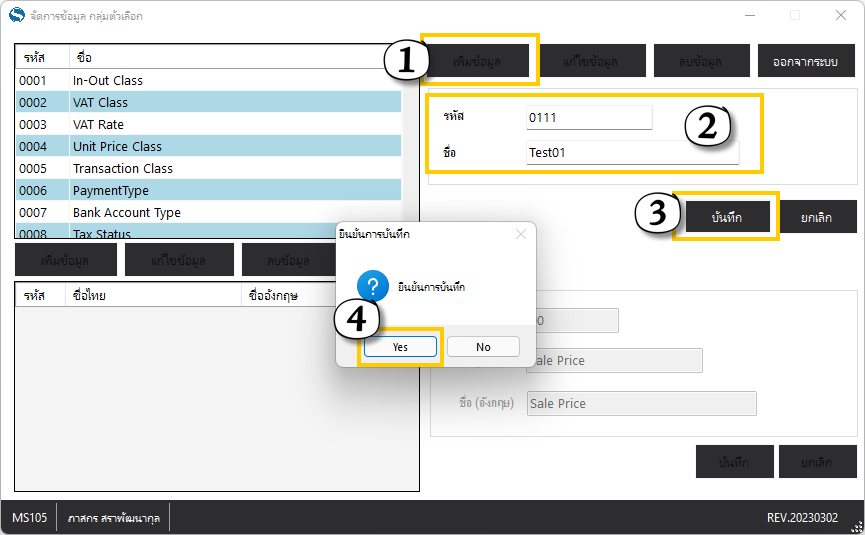 จัดการข้อมูล กลุ่มตัวเลือก
รหัส ชื่อ
0001 In-Out Class
0002 VAT Class
0003 VAT Rate
0004 Unit Price Class
0005 Transaction Class
0006 PaymentType
0007 Bank Account Type
0008 Tax Status
1
เพิ่มข้อมูล แก้ไขข้อมูล ลบข้อมูล ออกจากระบบ
รหัส 0111
ชื่อ Test01
2
3
บันทึก ยกเลิก
เพิ่มข้อมูล แก้ไขข้อมูล ลบข้อมูล
รหัส ชื่อไทย ชื่ออังกฤษ
ยืนยันการบันทึก
ยืนยันการบันทึก
4
Yes No
ale Price
ชื่อ (อังกฤษ) Sale Price
บันทึก ยกเลิก
MS105 ภาสกร สราพัฒนากุล REV.20230302